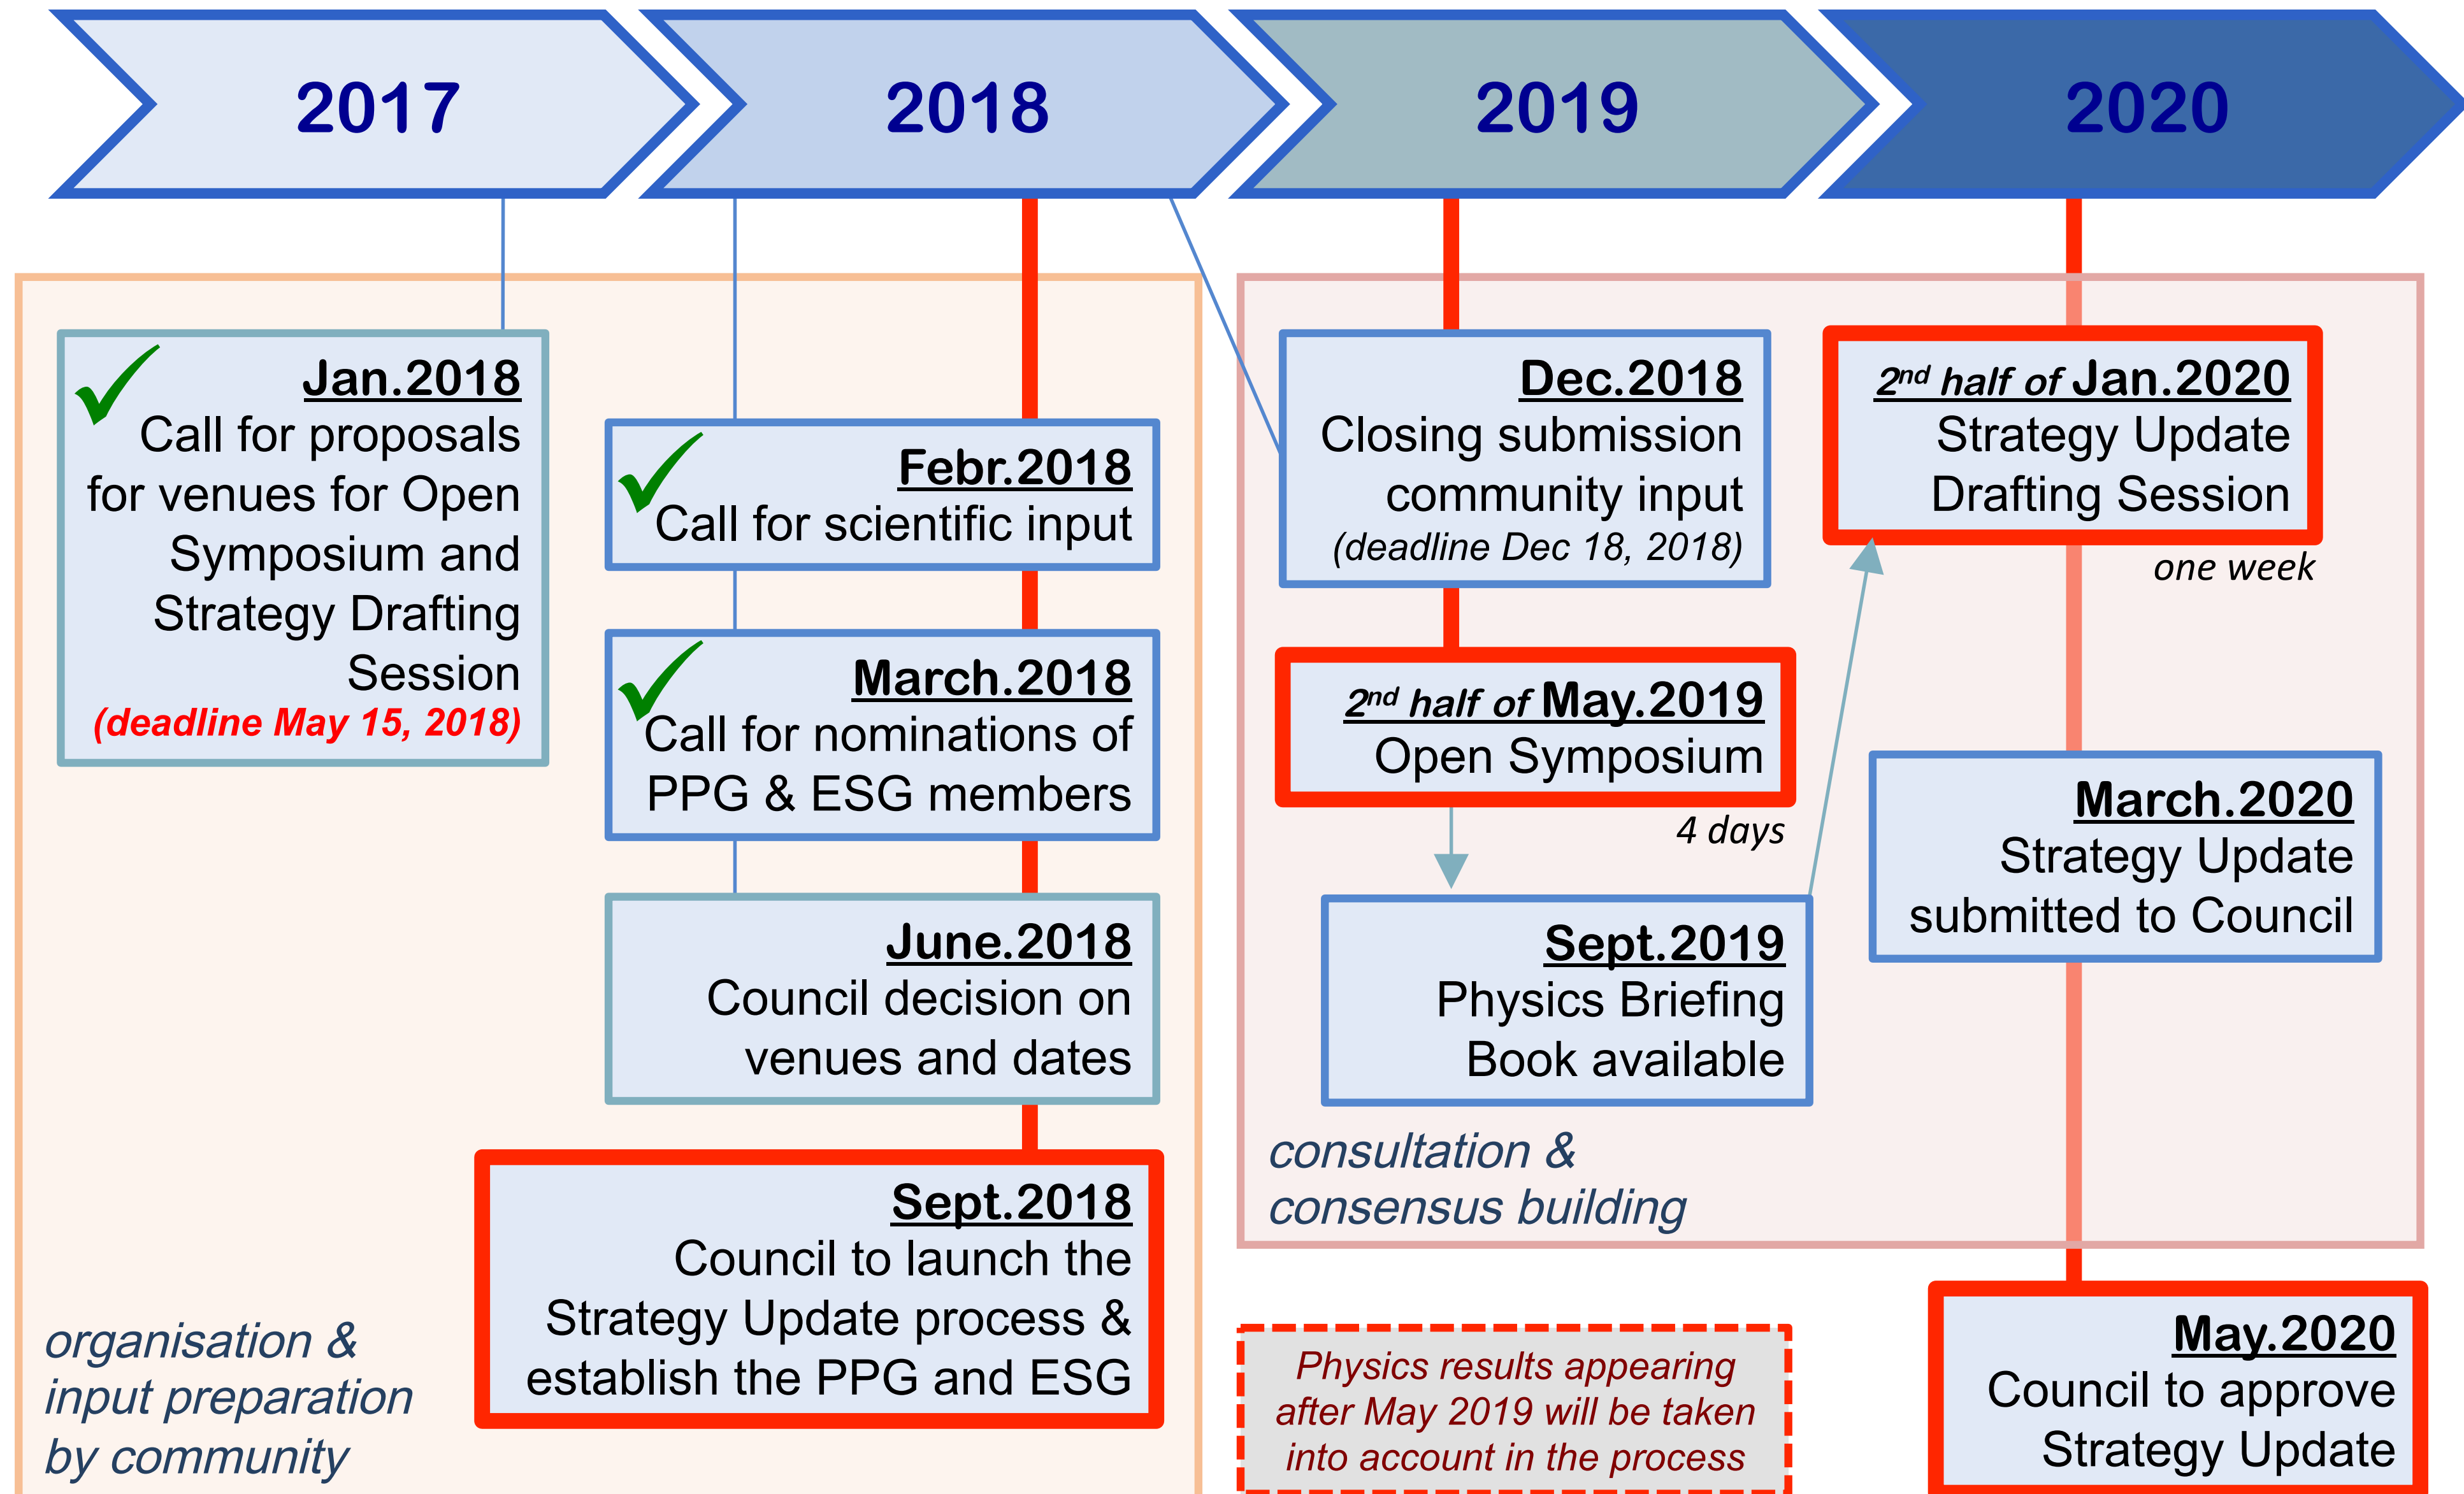 2017
2018
2019
2020
Jan.2018
Call for proposals
for venues for Open
Symposium and
Strategy Drafting
Session
(deadline May 15, 2018)
Febr.2018
Call for scientific input
March.2018
Call for nominations of
PPG & ESG members
June.2018
Council decision on
venues and dates
Sept.2018
Council to launch the
Strategy Update process &
establish the PPG and ESG
organisation &
input preparation
by community
Dec.2018
Closing submission
community input
(deadline Dec 18, 2018)
2nd half of May.2019
Open Symposium
4 days
Sept.2019
Physics Briefing
Book available
consultation &
consensus building
Physics results appearing
after May 2019 will be taken
into account in the process
2nd half of Jan.2020
Strategy Update
Drafting Session
one week
March.2020
Strategy Update
submitted to Council
May.2020
Council to approve
Strategy Update